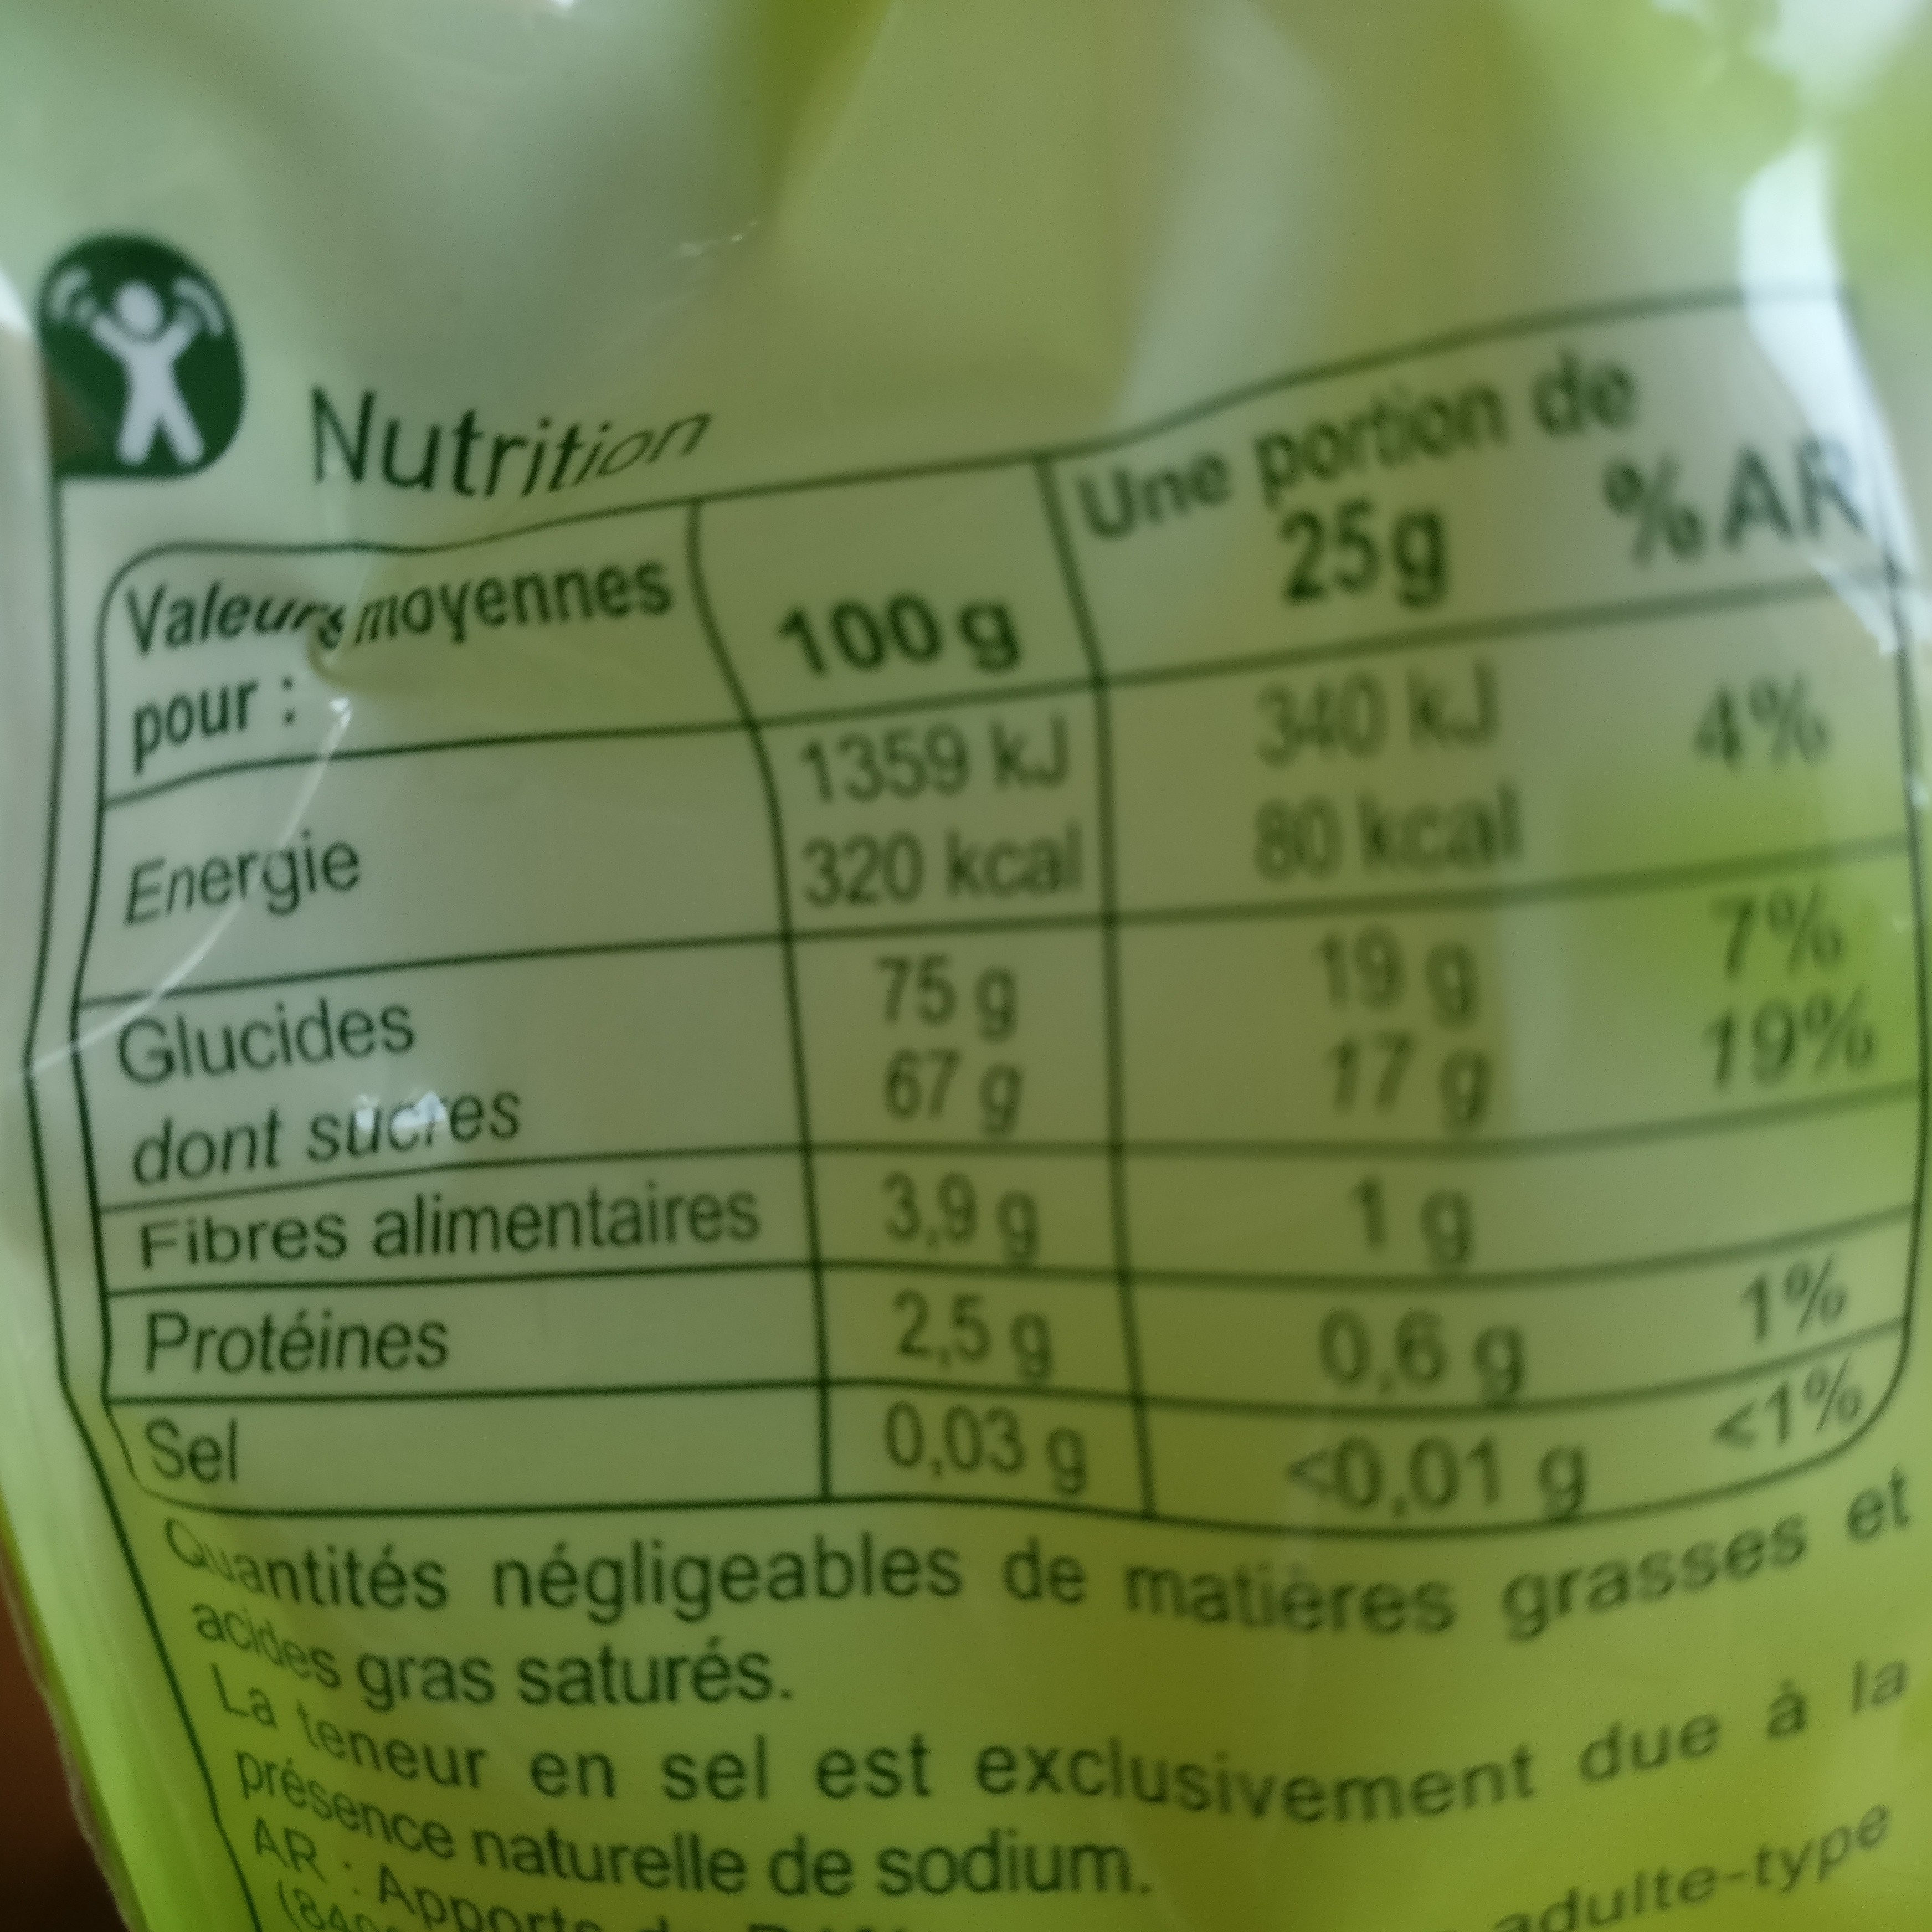 Nutrition
Valeurs moyennes pour : 100 g Une portion de 25g % AR
Energie 1359 kJ 340 kJ 4%
320 kcal 80 kcal
Glucides 75 g 19 g 7%
dont sucres 67 g 17 g 19%
Fibres alimentaires 3,9 g 1 g
Protéines 2,5 g 0,6 g 1%
Sel 0,03 g <0,01 g <1%
Quantités négligeables de matières grasses et
acides gras saturés.
La teneur en sel est exclusivement due à la
présence naturelle de sodium.
AR : Apports adulte-type